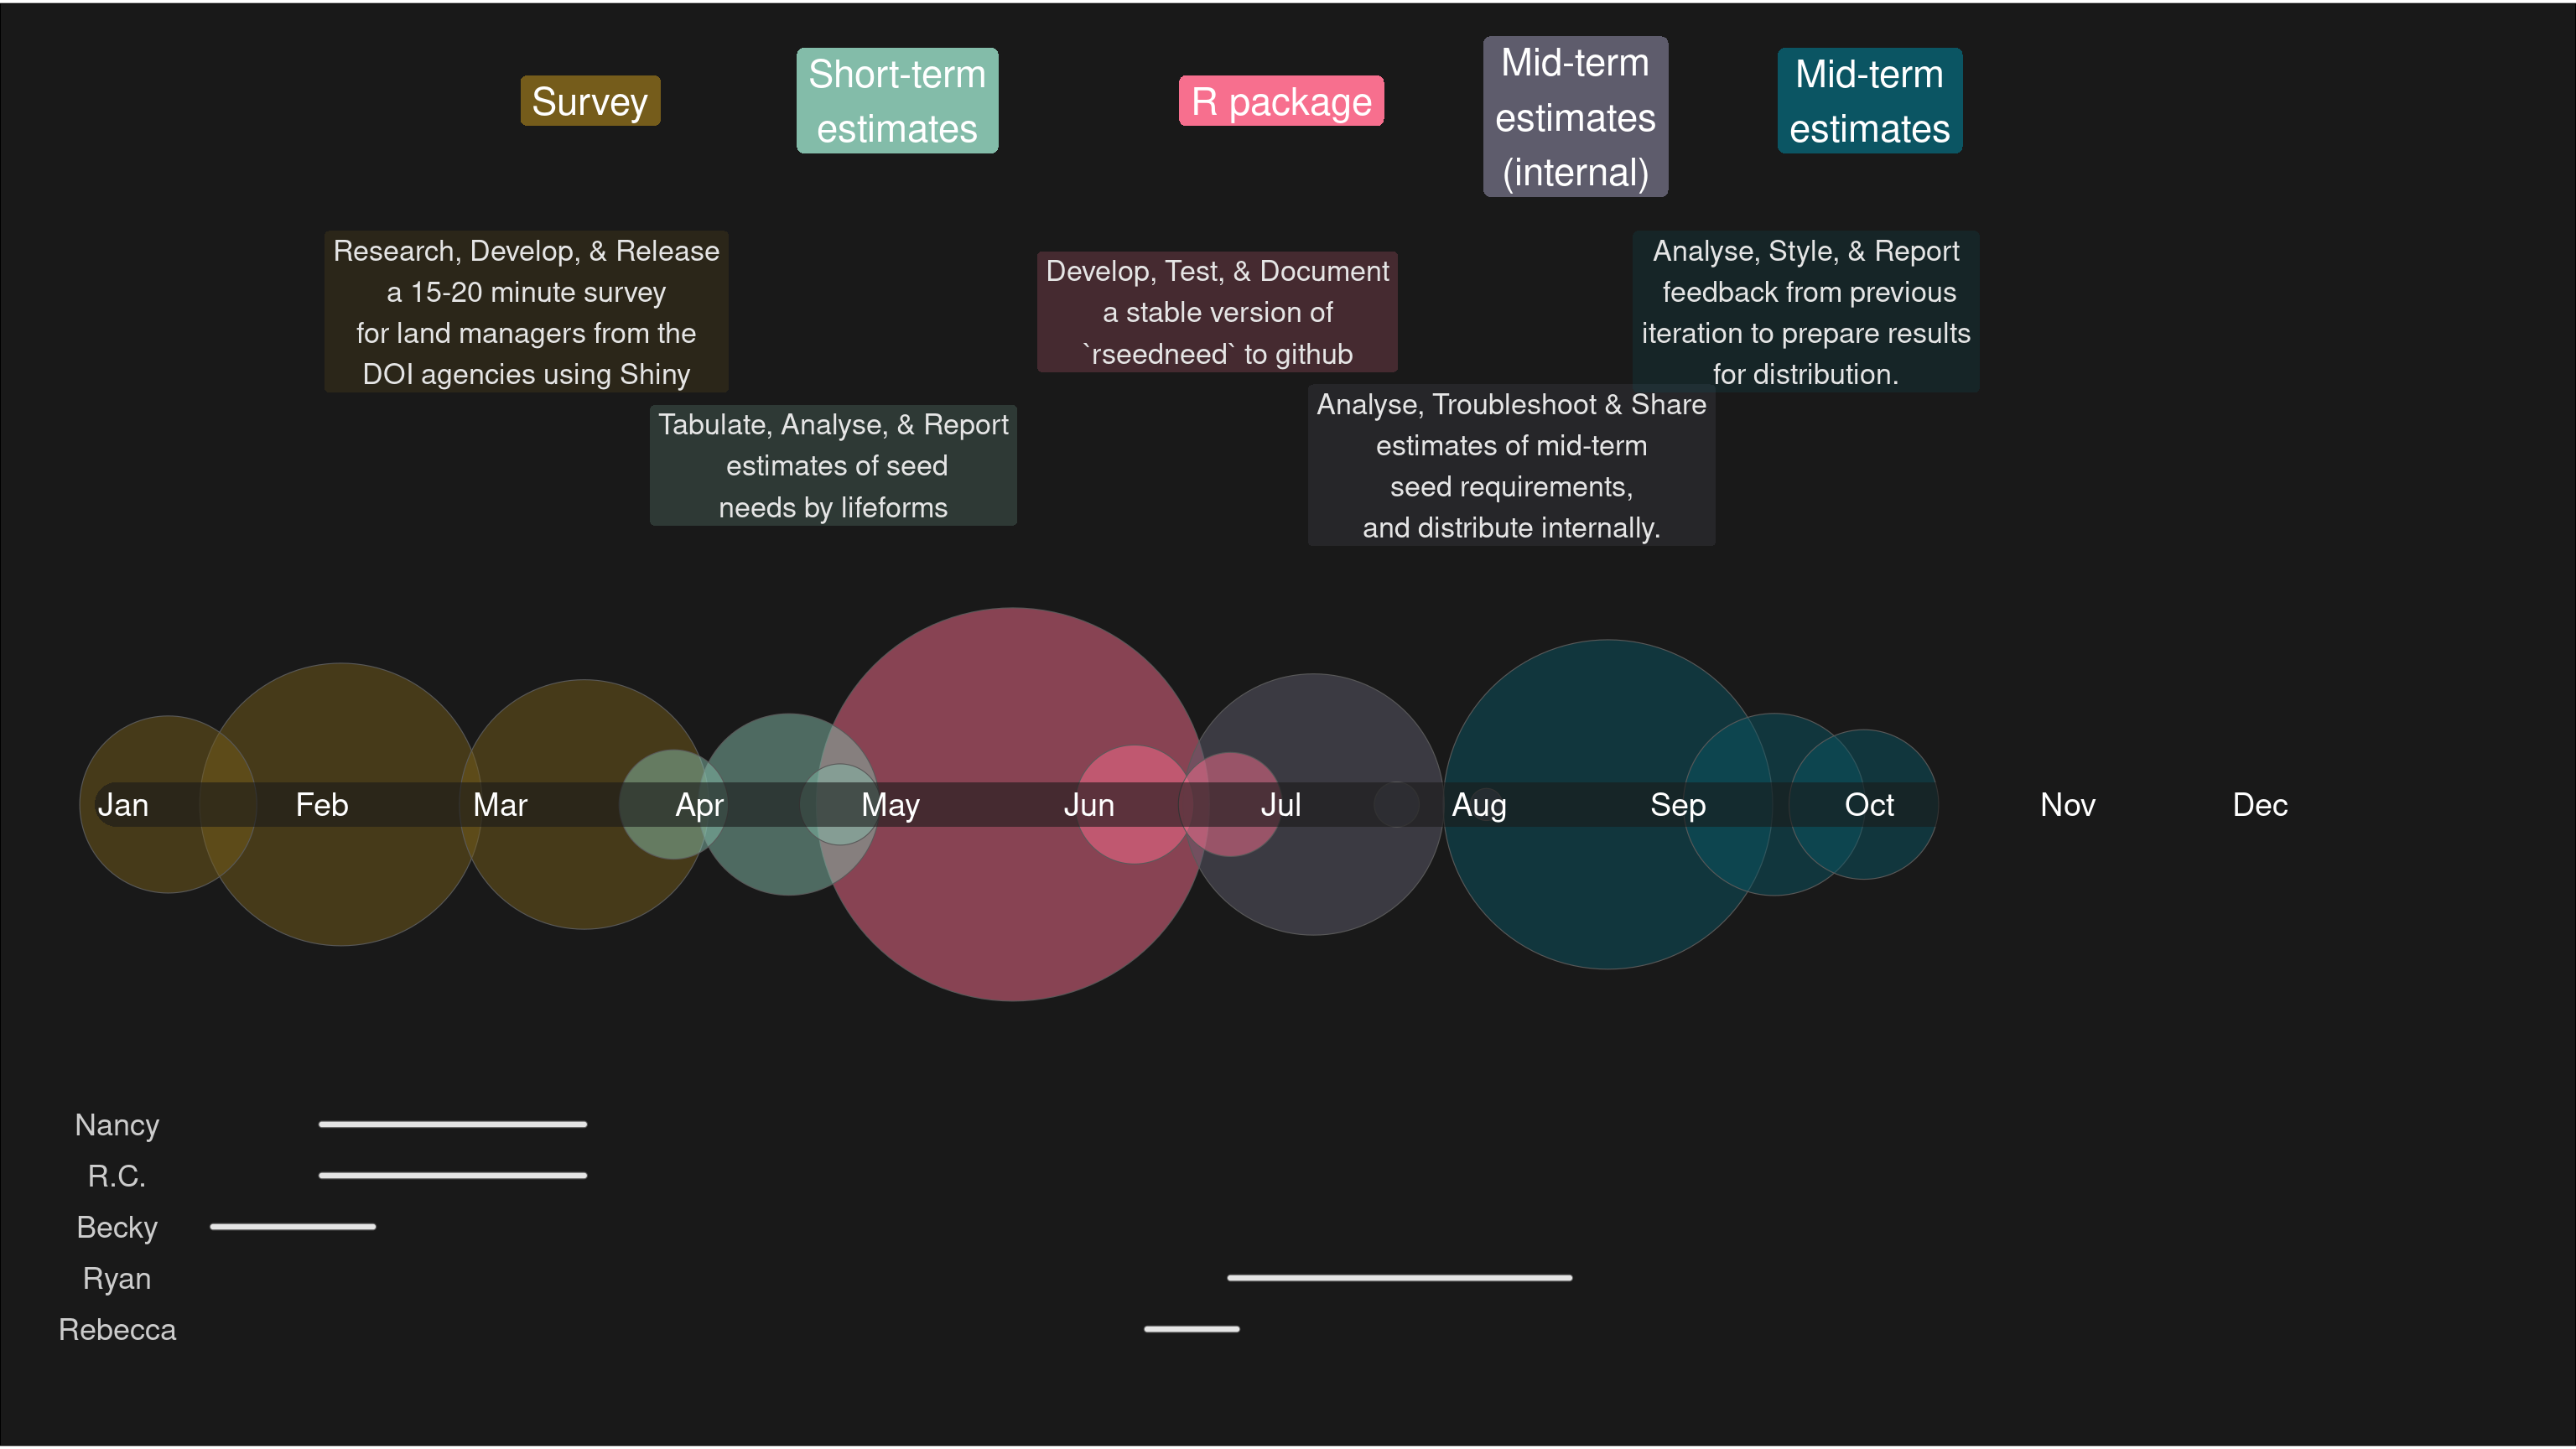 Survey
Short-term
estimates
R package
Mid-term
estimates
(internal)
Mid-term
estimates
Research, Develop, & Release
a 15-20 minute survey
for land managers from the
DOI agencies using Shiny
Tabulate, Analyse, & Report
estimates of seed
needs by lifeforms
Develop, Test, & Document
a stable version of
`rseedneed` to github
Analyse, Troubleshoot & Share
estimates of mid-term
seed requirements,
and distribute internally.
Analyse, Style, & Report
feedback from previous
iteration to prepare results
for distribution.
Jan Feb Mar Apr May Jun Jul Aug Sep Oct Nov Dec
Nancy
R.C.
Becky
Ryan
Rebecca